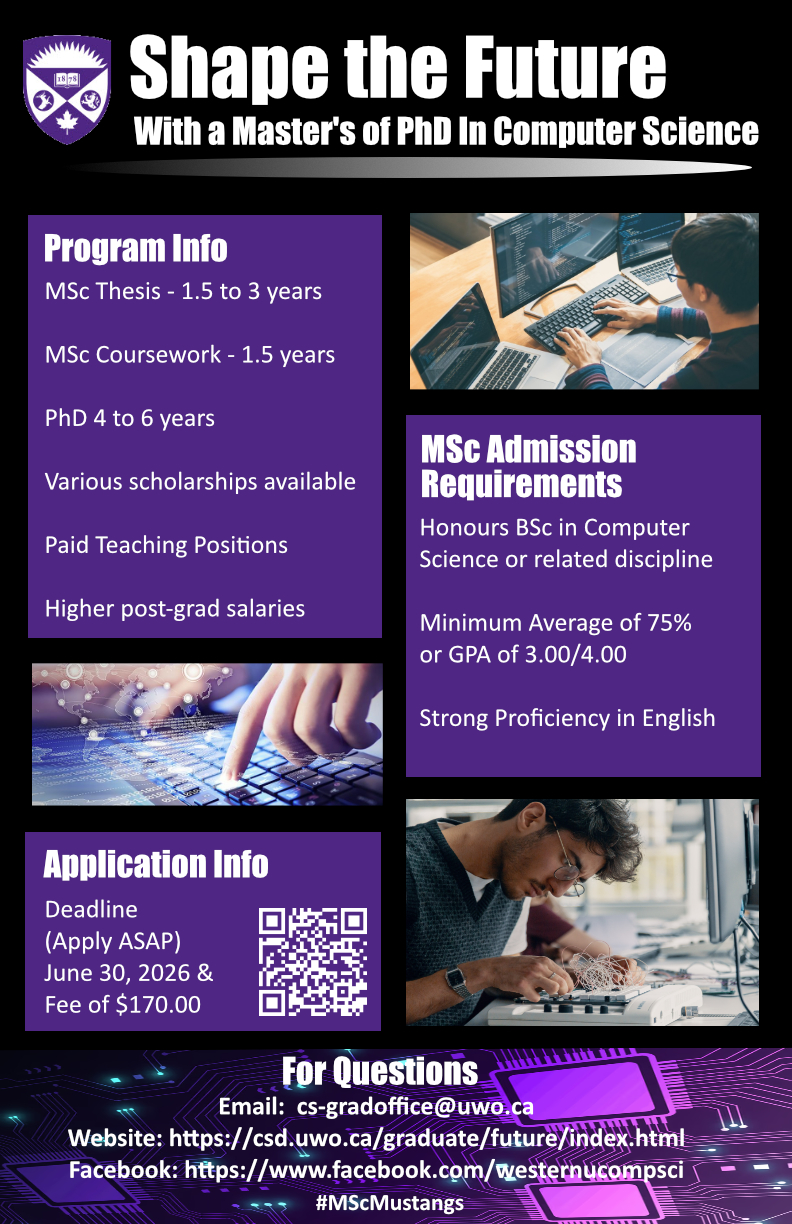 1878
Shape the Future
With a Master's of PhD In Computer Science
Program Info
MSc Thesis - 1.5 to 3 years
MSc Coursework - 1.5 years
PhD 4 to 6 years
Various scholarships available
Paid Teaching Positions
Higher post-grad salaries
MSc Admission
Requirements
Honours BSc in Computer
Science or related discipline
Minimum Average of 75%
or GPA of 3.00/4.00
Strong Proficiency in English
Application Info
Deadline
(Apply ASAP)
June 30, 2026 &
Fee of $170.00
For Questions
Email: cs-gradoffice@uwo.ca
Website: https://csd.uwo.ca/graduate/future/index.html
Facebook: https://www.facebook.com/westernucompsci
#MScMustangs